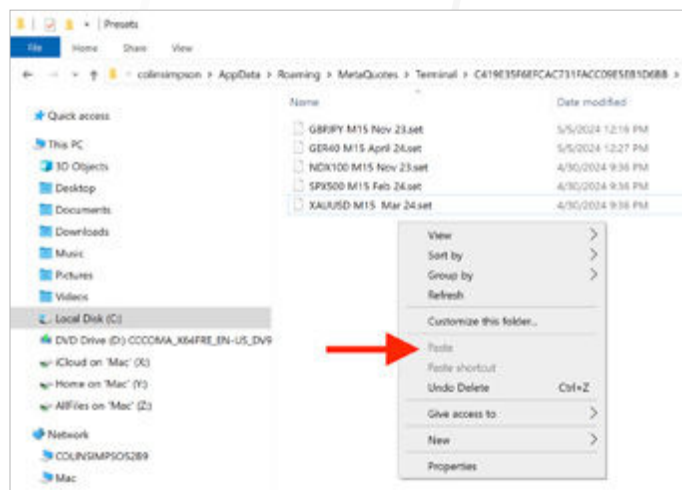 Presets
File Home Share View
colinsimpson > AppData > Roaming > MetaQuotes > Terminal >
Name Date modified
Quick access
This PC
3D Objects
Desktop
Documents
Downloads
Music
Pictures
Videos
Local Disk (C:)
DVD Drive (D:) CCCOMA_X64FRE_EN-US_DV9
iCloud on 'Mac' (X:)
Home on 'Mac' (Y:)
AllFiles on 'Mac' (Z:)
Network
COLINSIMPSO52B9
Mac
GBPJPY M15 Nov 23.set 5/5/2024 12:16 PM
GER40 M15 April 24.set 5/5/2024 12:27 PM
NDX100 M15 Nov 23.set 4/30/2024 9:36 PM
SPX500 M15 Feb 24.set 4/30/2024 9:36 PM
XAUUSD M15 Mar 24.set 4/30/2024 9:36 PM
View
Sort by
Group by
Refresh
Customize this folder...
Paste
Paste shortcut
Undo Delete Ctrl+Z
Give access to
New
Properties